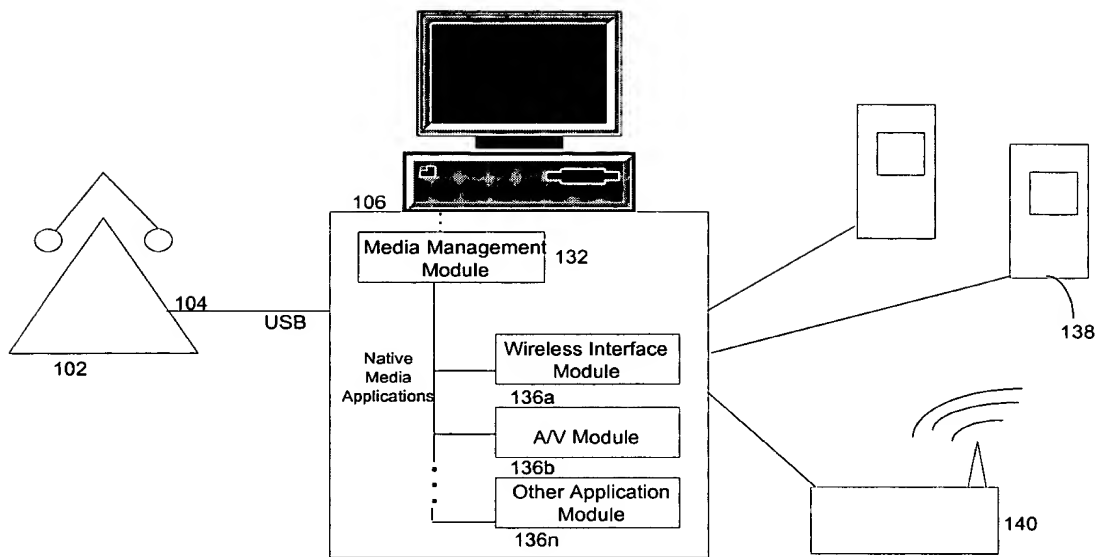 106
Media Management
Module
132
104
USB
102
138
Native
Media
Applications
Wireless Interface
Module
136a
A/V Module
136b
Other Application
Module
136n
140